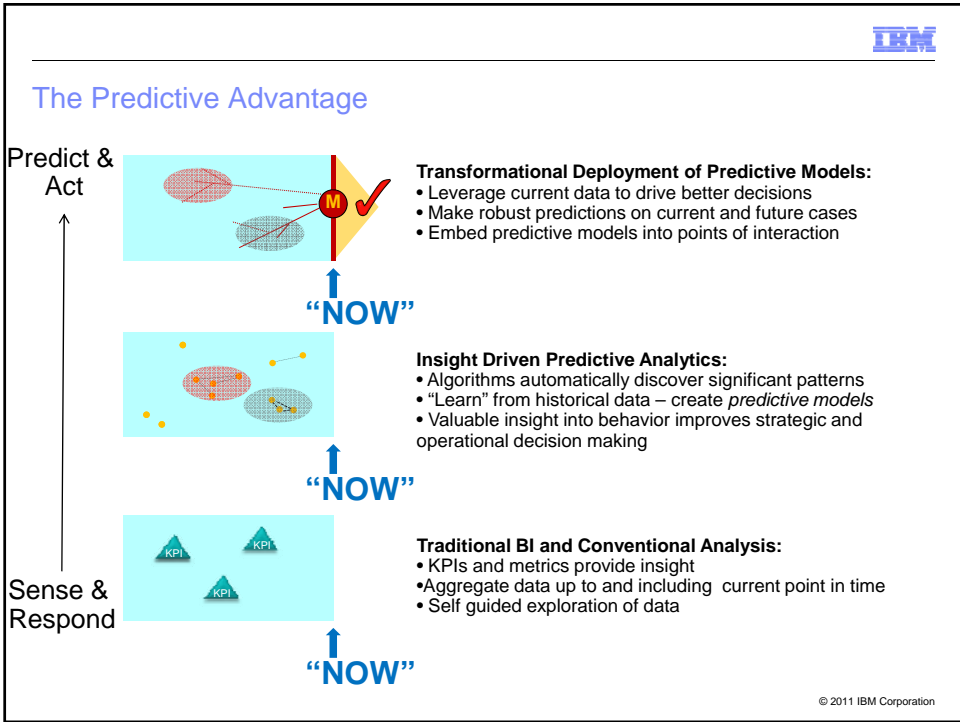 IBM
The Predictive Advantage
Predict &
Act
M
Transformational Deployment of Predictive Models:
• Leverage current data to drive better decisions
• Make robust predictions on current and future cases
• Embed predictive models into points of interaction
“NOW”
Insight Driven Predictive Analytics:
• Algorithms automatically discover significant patterns
• “Learn” from historical data – create predictive models
• Valuable insight into behavior improves strategic and
operational decision making
“NOW”
KPI
KPI
KPI
Traditional BI and Conventional Analysis:
• KPIs and metrics provide insight
•Aggregate data up to and including current point in time
• Self guided exploration of data
Sense &
Respond
“NOW”
© 2011 IBM Corporation